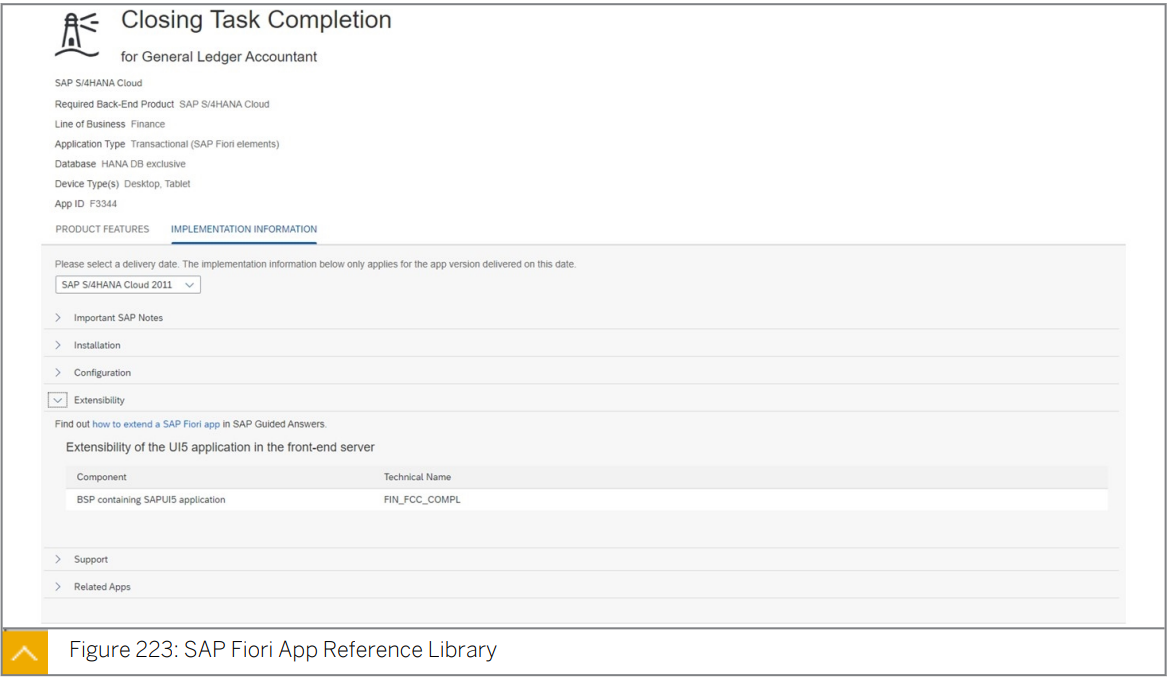 Closing Task Completion
for General Ledger Accountant
SAP S/4HANA Cloud
Required Back-End Product SAP S/4HANA Cloud
Line of Business Finance
Application Type Transactional (SAP Fiori elements)
Database HANA DB exclusive
Device Type(s) Desktop, Tablet
App ID F3344
PRODUCT FEATURES IMPLEMENTATION INFORMATION
Please select a delivery date. The implementation information below only applies for the app version delivered on this date.
SAP S/4HANA Cloud 2011
Important SAP Notes
Installation
Configuration
Extensibility
Find out how to extend a SAP Fiori app in SAP Guided Answers.
Extensibility of the UI5 application in the front-end server
Component Technical Name
BSP containing SAPUI5 application FIN_FCC_COMPL
Support
Related Apps
Figure 223: SAP Fiori App Reference Library